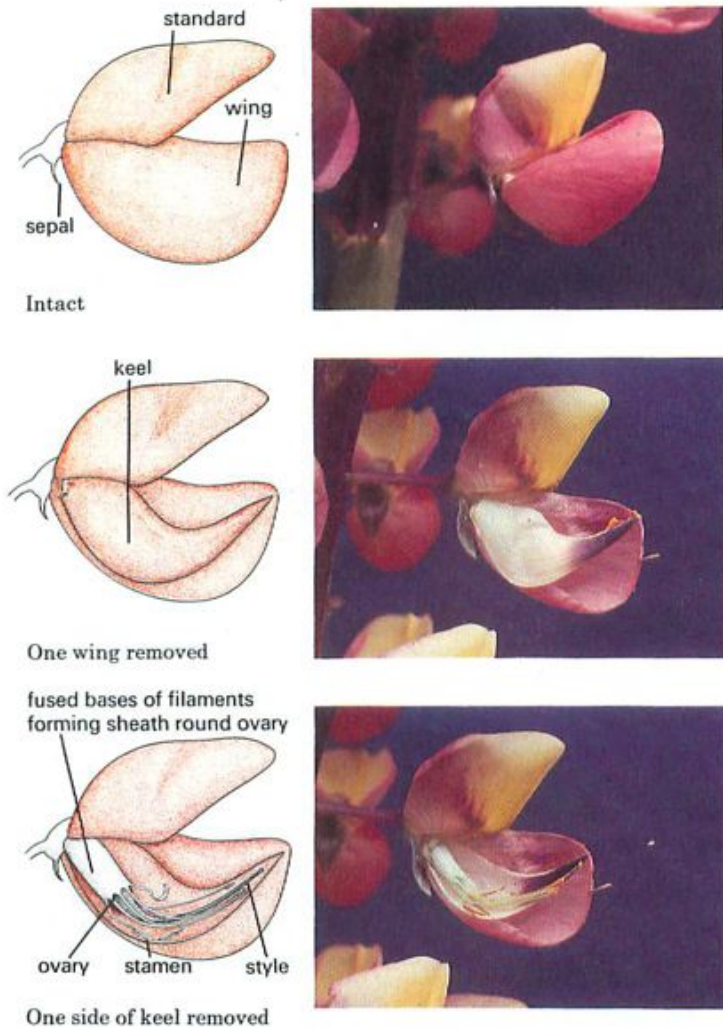 standard
wing
sepal
Intact
keel
One wing removed
fused bases of filaments
forming sheath round ovary
ovary
stamen
style
One side of keel removed